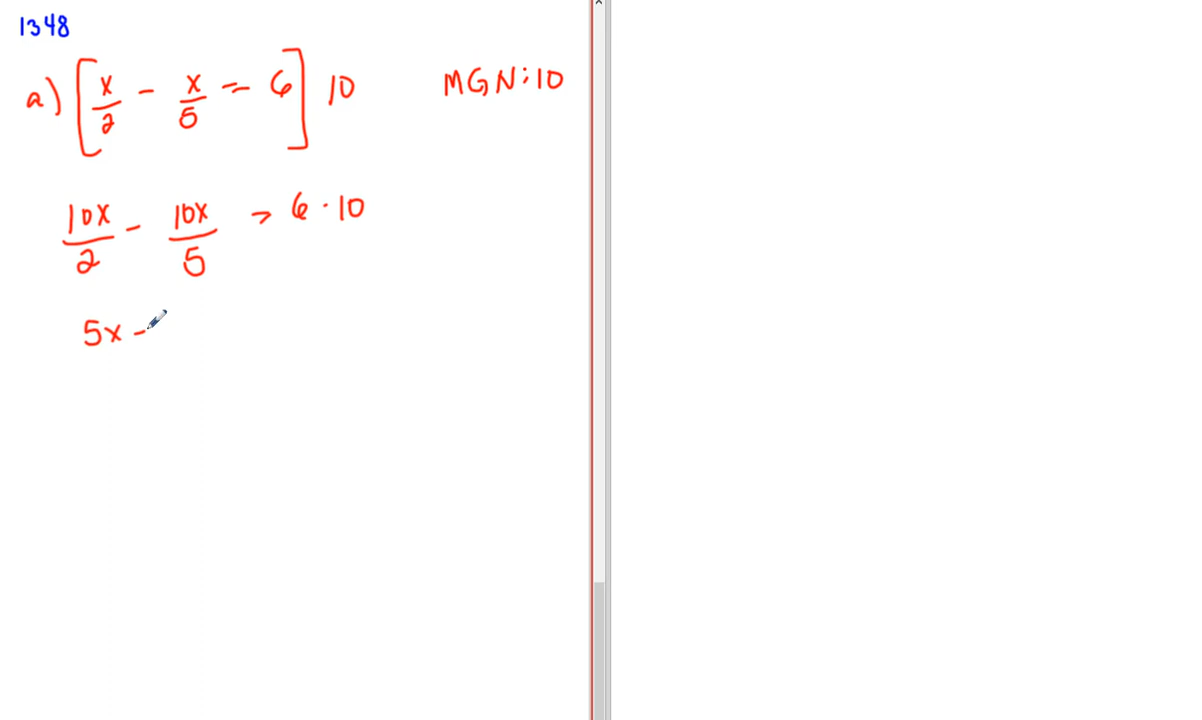 1348
a) [x/2 - x/5 = 6] 10 MGN: 10
10x/2 - 10x/5 = 6 · 10
5x -